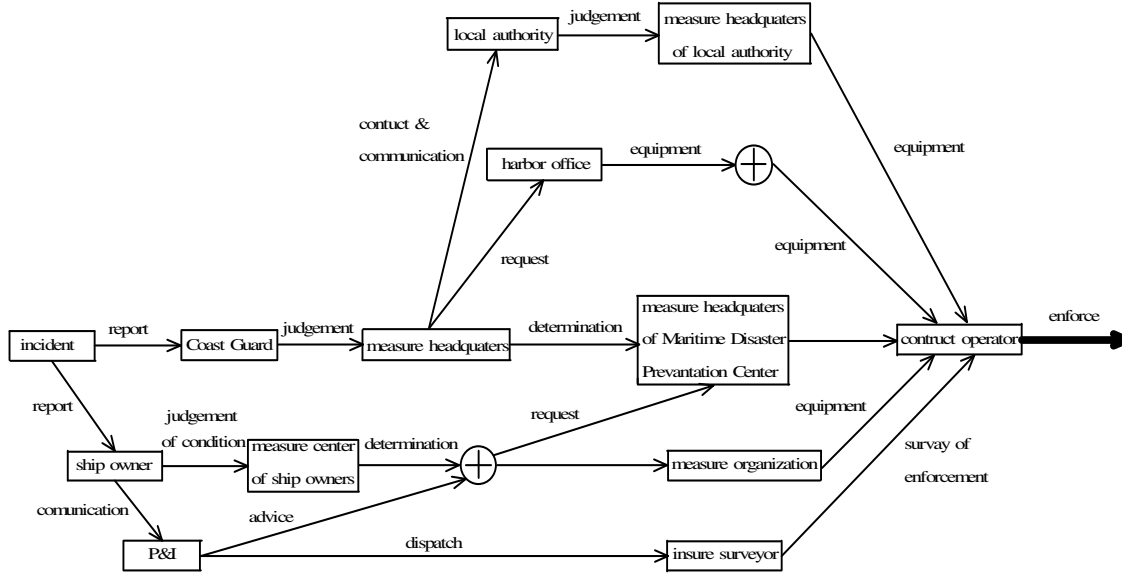 local authority
judgement
measure headquaters
of local authority
contuct &
communication
harbor office
equipment
equipment
equipment
request
incident
report
Coast Guard
judgement
measure headquaters
determination
measure headquaters
of Maritime Disaster
Prevantation Center
contruct operator
enforce
report
judgement
of condition
ship owner
measure center
of ship owners
determination
request
measure organization
equipment
survay of
enforcement
comunication
advice
P&I
dispatch
insure surveyor